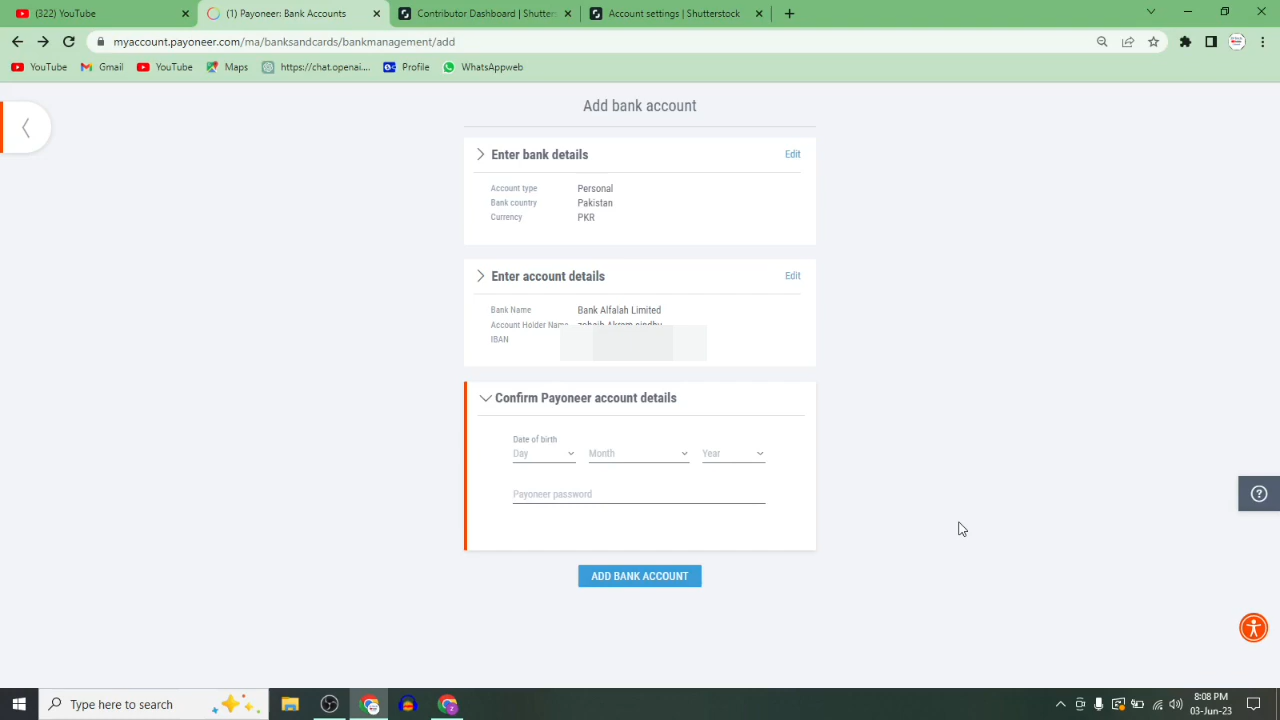 (322) YouTube
(1) Payoneer: Bank Accounts
Contributor Dashboard | Shutter
Account settings | Shutterstock
myaccount.payoneer.com/ma/banksandcards/bankmanagement/add
YouTube
Gmail
YouTube
Maps
https://chat.openai....
Profile
WhatsAppweb
Add bank account
Enter bank details
Edit
Account type Personal
Bank country Pakistan
Currency PKR
Enter account details
Edit
Bank Name Bank Alfalah Limited
Account Holder Name zohaib Akram sindhu
IBAN
Confirm Payoneer account details
Date of birth
Day Month Year
Payoneer password
ADD BANK ACCOUNT
Type here to search
8:08 PM
03-Jun-23